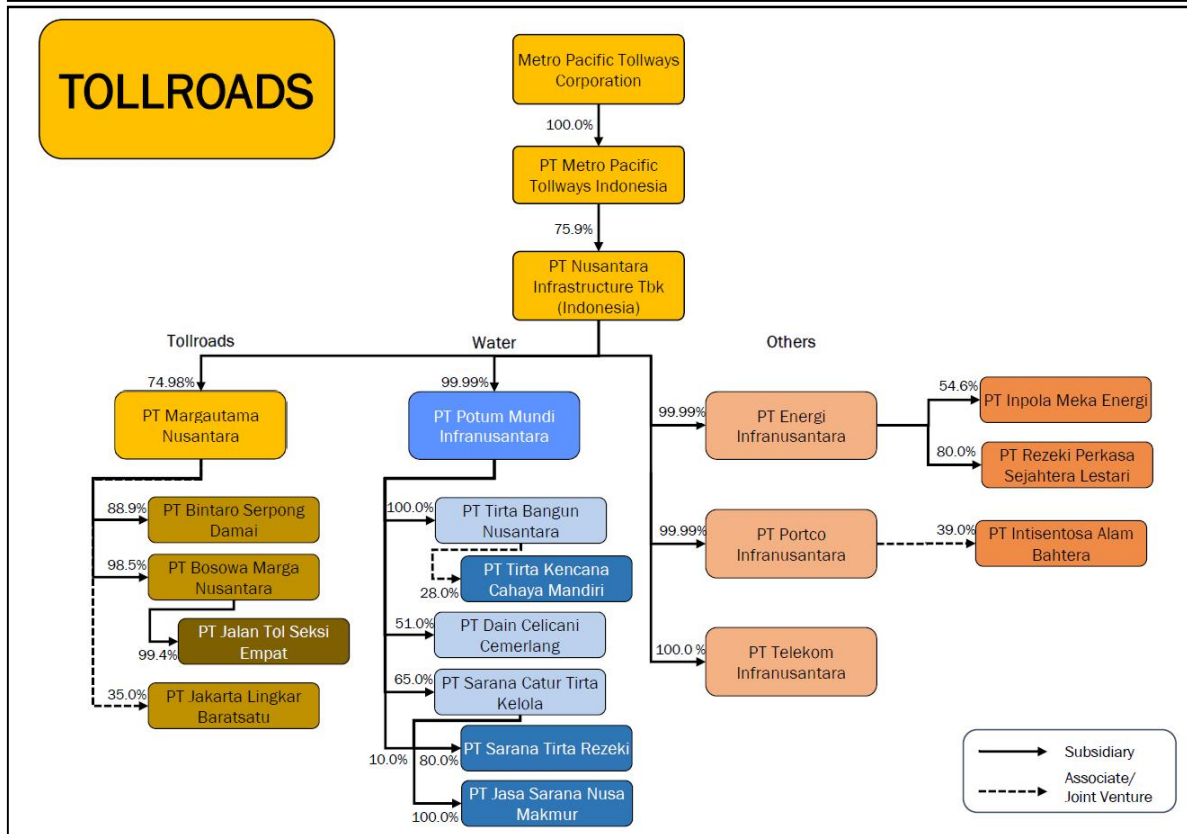 TOLLROADS
Metro Pacific Tollways
Corporation
100.0%
PT Metro Pacific
Tollways Indonesia
75.9%
PT Nusantara
Infrastructure Tbk
(Indonesia)
Tollroads
Water
Others
74.98%
PT Margautama
Nusantara
88.9%
PT Bintaro Serpong
Damai
98.5%
PT Bosowa Marga
Nusantara
PT Jalan Tol Seksi
Empat
99.4%
35.0%
PT Jakarta Lingkar
Baratsatu
99.99%
PT Potum Mundi
Infranusantara
100.0%
PT Tirta Bangun
Nusantara
PT Tirta Kencana
Cahaya Mandiri
28.0%
51.0%
PT Dain Celicani
Cemerlang
65.0%
PT Sarana Catur Tirta
Kelola
10.0%
80.0%
PT Sarana Tirta Rezeki
PT Jasa Sarana Nusa
Makmur
100.0%
99.99%
PT Energi
Infranusantara
54.6%
PT Inpola Meka Energi
80.0%
PT Rezeki Perkasa
Sejahtera Lestari
99.99%
PT Portco
Infranusantara
39.0%
PT Intisentosa Alam
Bahtera
100.0 %
PT Telekom
Infranusantara
Subsidiary
Associate/
Joint Venture